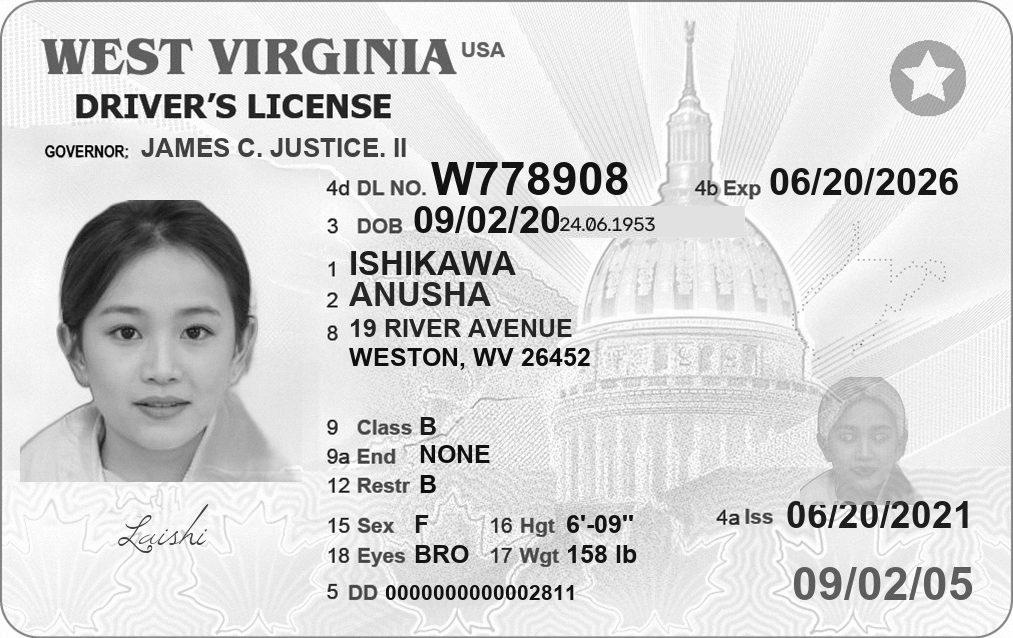 WEST VIRGINIA USA
DRIVER'S LICENSE
GOVERNOR: JAMES C. JUSTICE. II
4d DL NO. W778908 4b Exp 06/20/2026
3 DOB 09/02/20 24.06.1953
1 ISHIKAWA
2 ANUSHA
8 19 RIVER AVENUE
WESTON, WV 26452
9 Class B
9a End NONE
12 Restr B
15 Sex F 16 Hgt 6'-09"
4a Iss 06/20/2021
18 Eyes BRO 17 Wgt 158 lb
5 DD 0000000000002811
Laishi
09/02/05